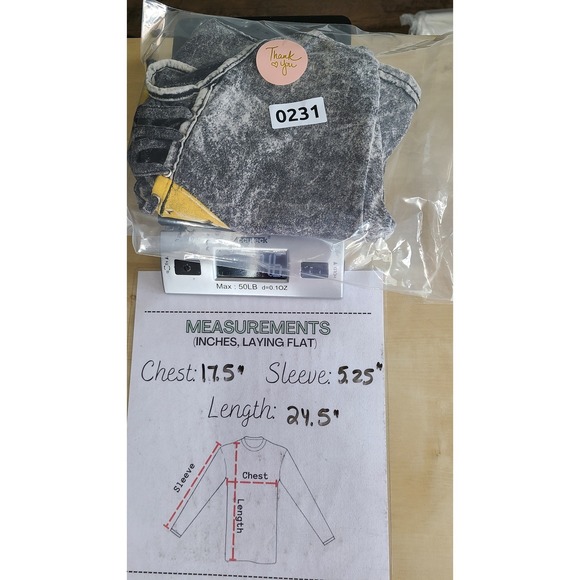 Thank
you
0231
Max : 50LB d=0.1OZ
MEASUREMENTS
(INCHES, LAYING FLAT)
Chest: 17.5" Sleeve: 5.25"
Length: 24.5"
Sleeve
Chest
Length